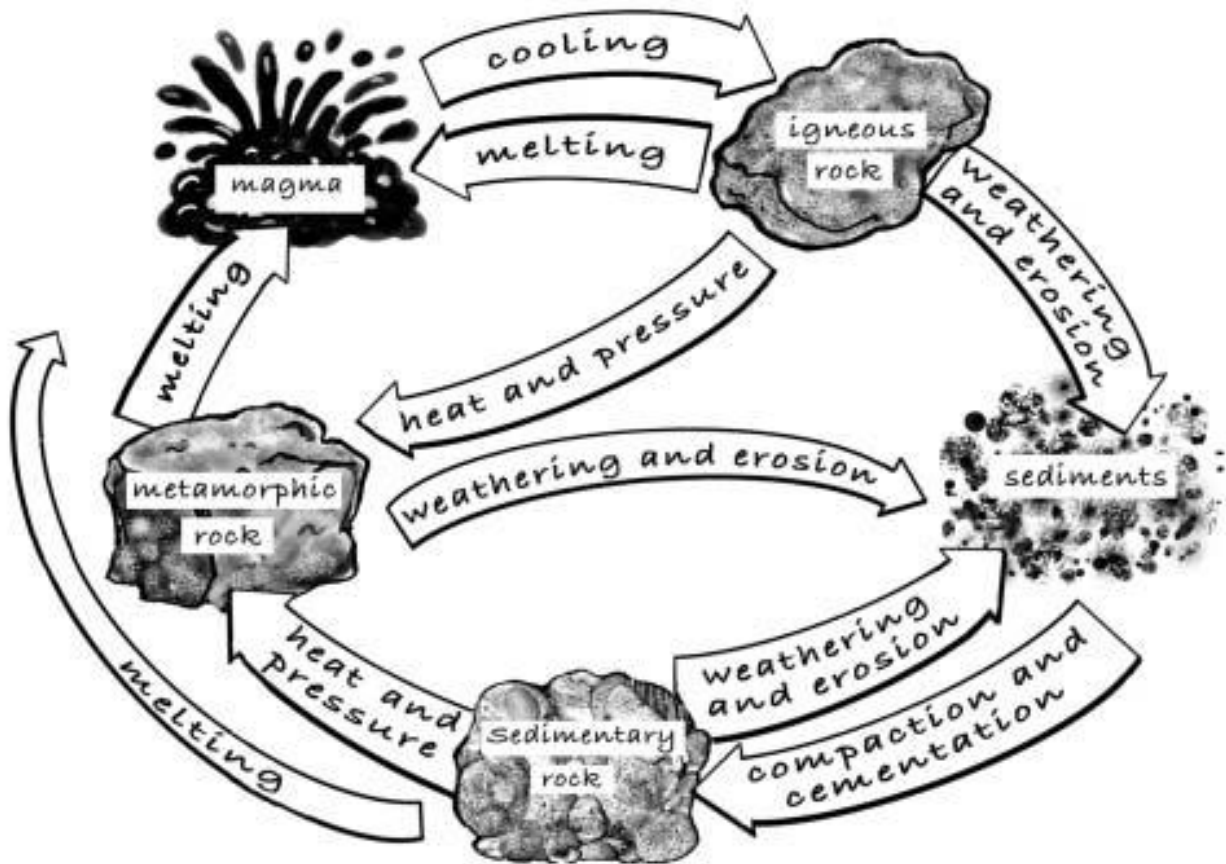 cooling
melting
magma
igneous
rock
weathering
and erosion
melting
heat and pressure
weathering and erosion
sediments
metamorphic
rock
heat and
pressure
weathering
and erosion
melting
Sedimentary
rock
compaction and
cementation